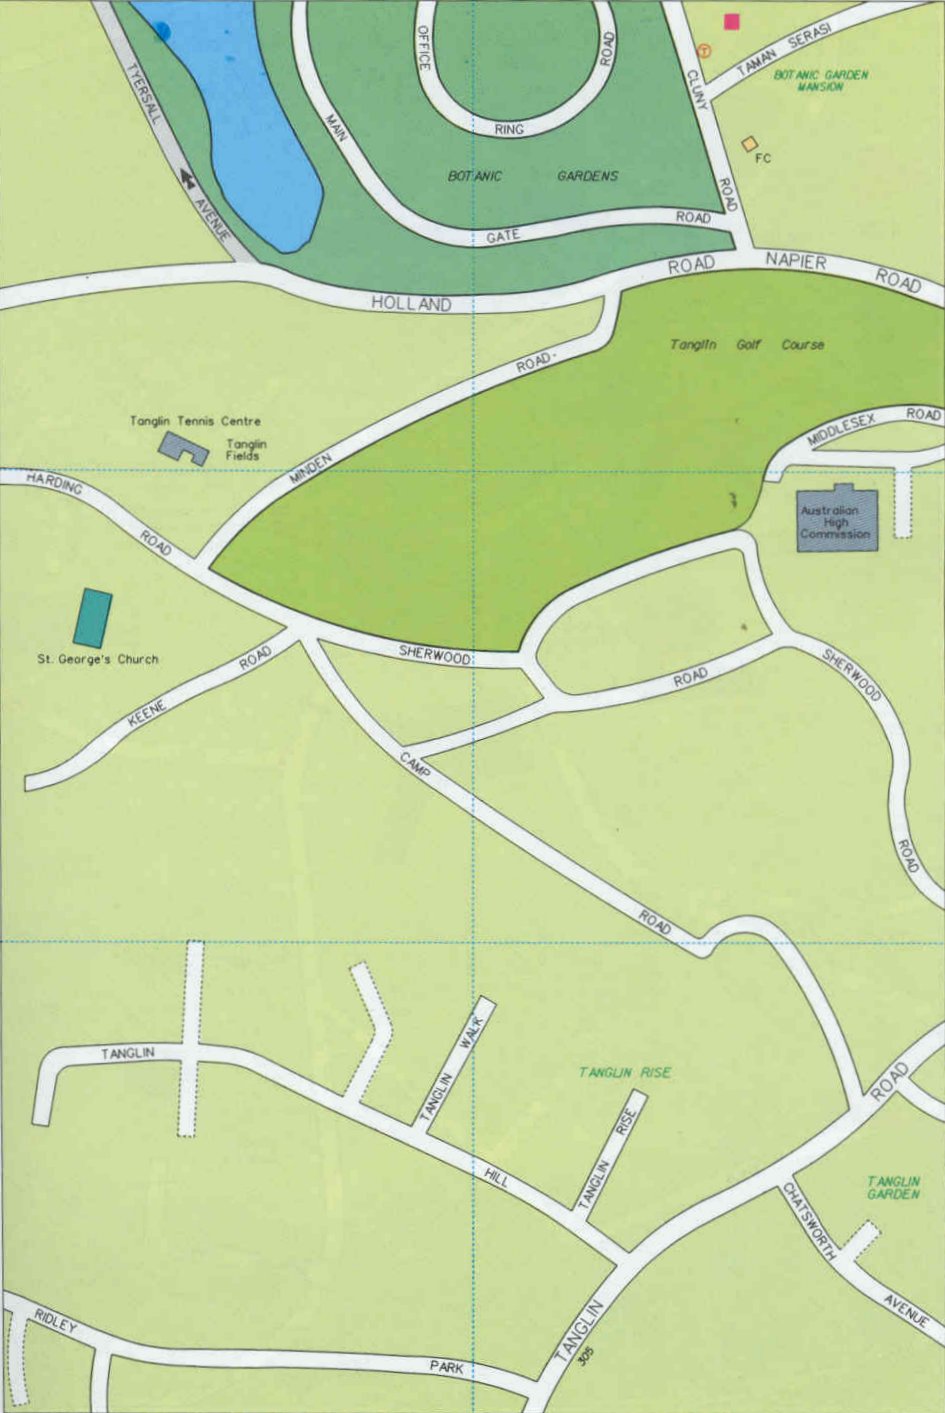 OFFICE
ROAD
RING
MAIN
GATE
ROAD
BOTANIC GARDENS
CLUNY
ROAD
TAMAN SERASI
T
BOTANIC GARDEN
MANSION
FC
TYERSALL
AVENUE
HOLLAND
ROAD
NAPIER
ROAD
Tanglin Golf Course
ROAD
MINDEN
MIDDLESEX
ROAD
Tanglin Tennis Centre
Tanglin
Fields
HARDING
ROAD
Australian
High
Commission
St. George's Church
KEENE
ROAD
SHERWOOD
ROAD
SHERWOOD
ROAD
CAMP
ROAD
TANGLIN
HILL
TANGLIN WALK
TANGLIN RISE
TANGLIN RISE
TANGLIN
ROAD
305
CHATSWORTH
AVENUE
TANGLIN
GARDEN
RIDLEY
PARK